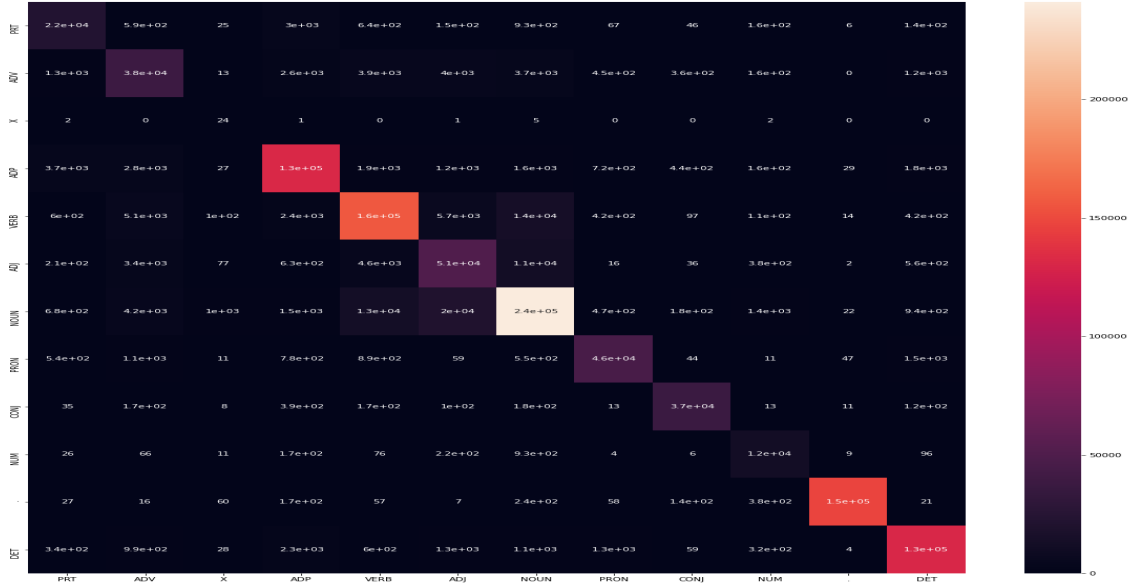 PRT 2.2e+04 5.9e+02 25 3e+03 6.4e+02 1.5e+02 9.3e+02 67 46 1.6e+02 6 1.4e+02
ADV 1.3e+03 3.8e+04 13 2.6e+03 3.9e+03 4e+03 3.7e+03 4.5e+02 3.6e+02 1.6e+02 0 1.2e+03
X 2 0 24 1 0 1 5 0 0 2 0 0
ADP 3.7e+03 2.8e+03 27 1.3e+05 1.9e+03 1.2e+03 1.6e+03 7.2e+02 4.4e+02 1.6e+02 29 1.8e+03
VERB 6e+02 5.1e+03 1e+02 2.4e+03 1.6e+05 5.7e+03 1.4e+04 4.2e+02 97 1.1e+02 14 4.2e+02
ADJ 2.1e+02 3.4e+03 77 6.3e+02 4.6e+03 5.1e+04 1.1e+04 16 36 3.8e+02 2 5.6e+02
NOUN 6.8e+02 4.2e+03 1e+03 1.5e+03 1.3e+04 2e+04 2.4e+05 4.7e+02 1.8e+02 1.4e+03 22 9.4e+02
PRON 5.4e+02 1.1e+03 11 7.8e+02 8.9e+02 59 5.5e+02 4.6e+04 44 11 47 1.5e+03
CONJ 35 1.7e+02 8 3.9e+02 1.7e+02 1e+02 1.8e+02 13 3.7e+04 13 11 1.2e+02
NUM 26 66 11 1.7e+02 76 2.2e+02 9.3e+02 4 6 1.2e+04 9 96
. 27 16 60 1.7e+02 57 7 2.4e+02 58 1.4e+02 3.8e+02 1.5e+05 21
DET 3.4e+02 9.9e+02 28 2.3e+03 6e+02 1.3e+03 1.1e+03 1.3e+03 59 3.2e+02 4 1.3e+05
PRT ADV X ADP VERB ADJ NOUN PRON CONJ NUM . DET
200000
150000
100000
50000
0